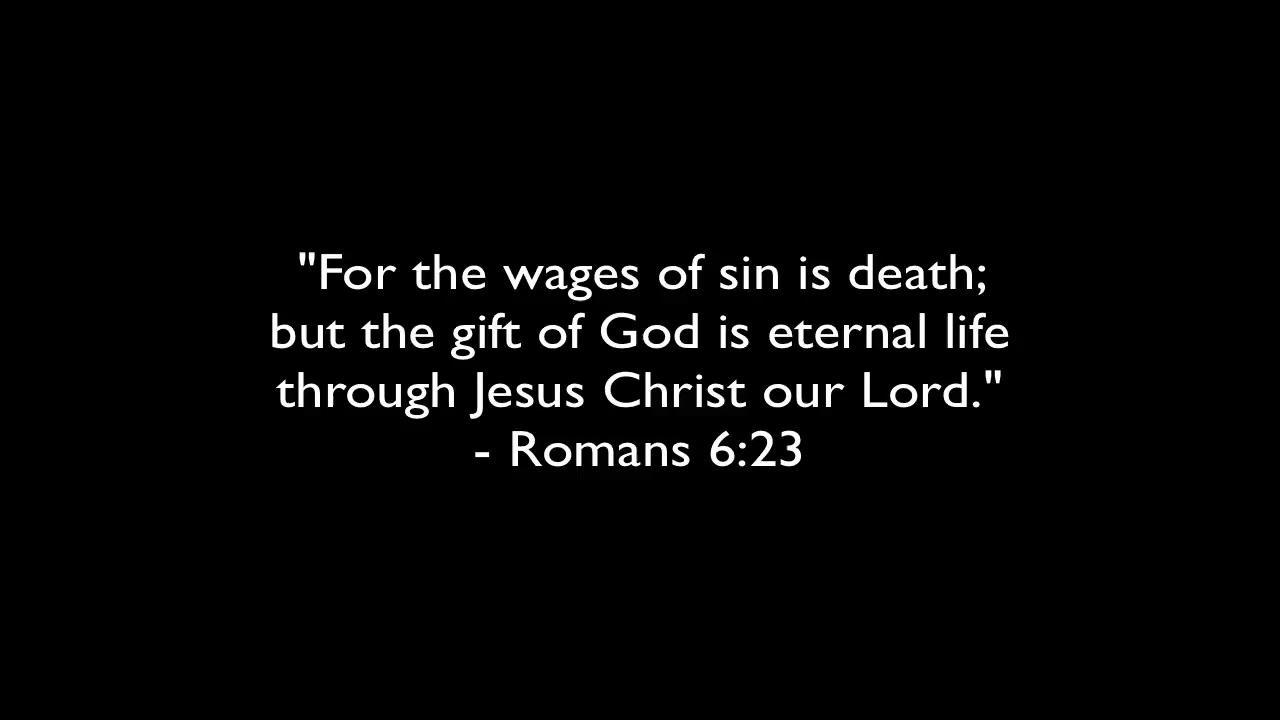 "For the wages of sin is death;
but the gift of God is eternal life
through Jesus Christ our Lord."
- Romans 6:23